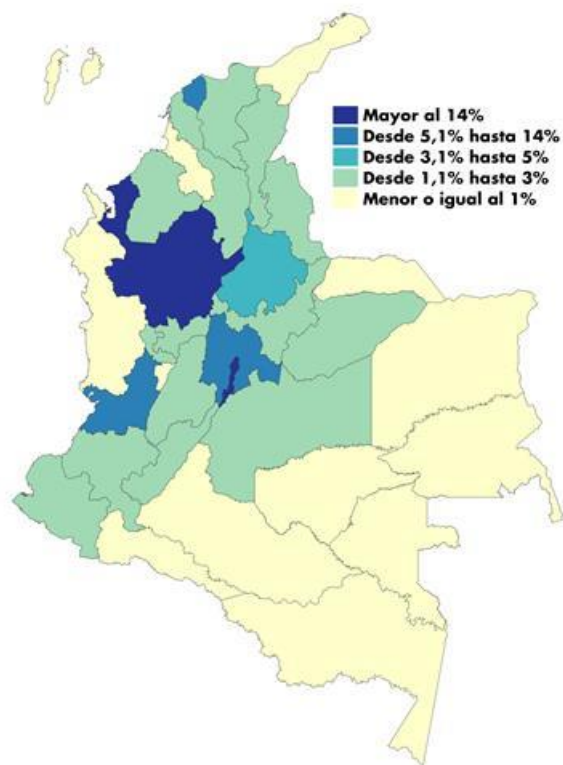 Mayor al 14%
Desde 5,1% hasta 14%
Desde 3,1% hasta 5%
Desde 1,1% hasta 3%
Menor o igual al 1%